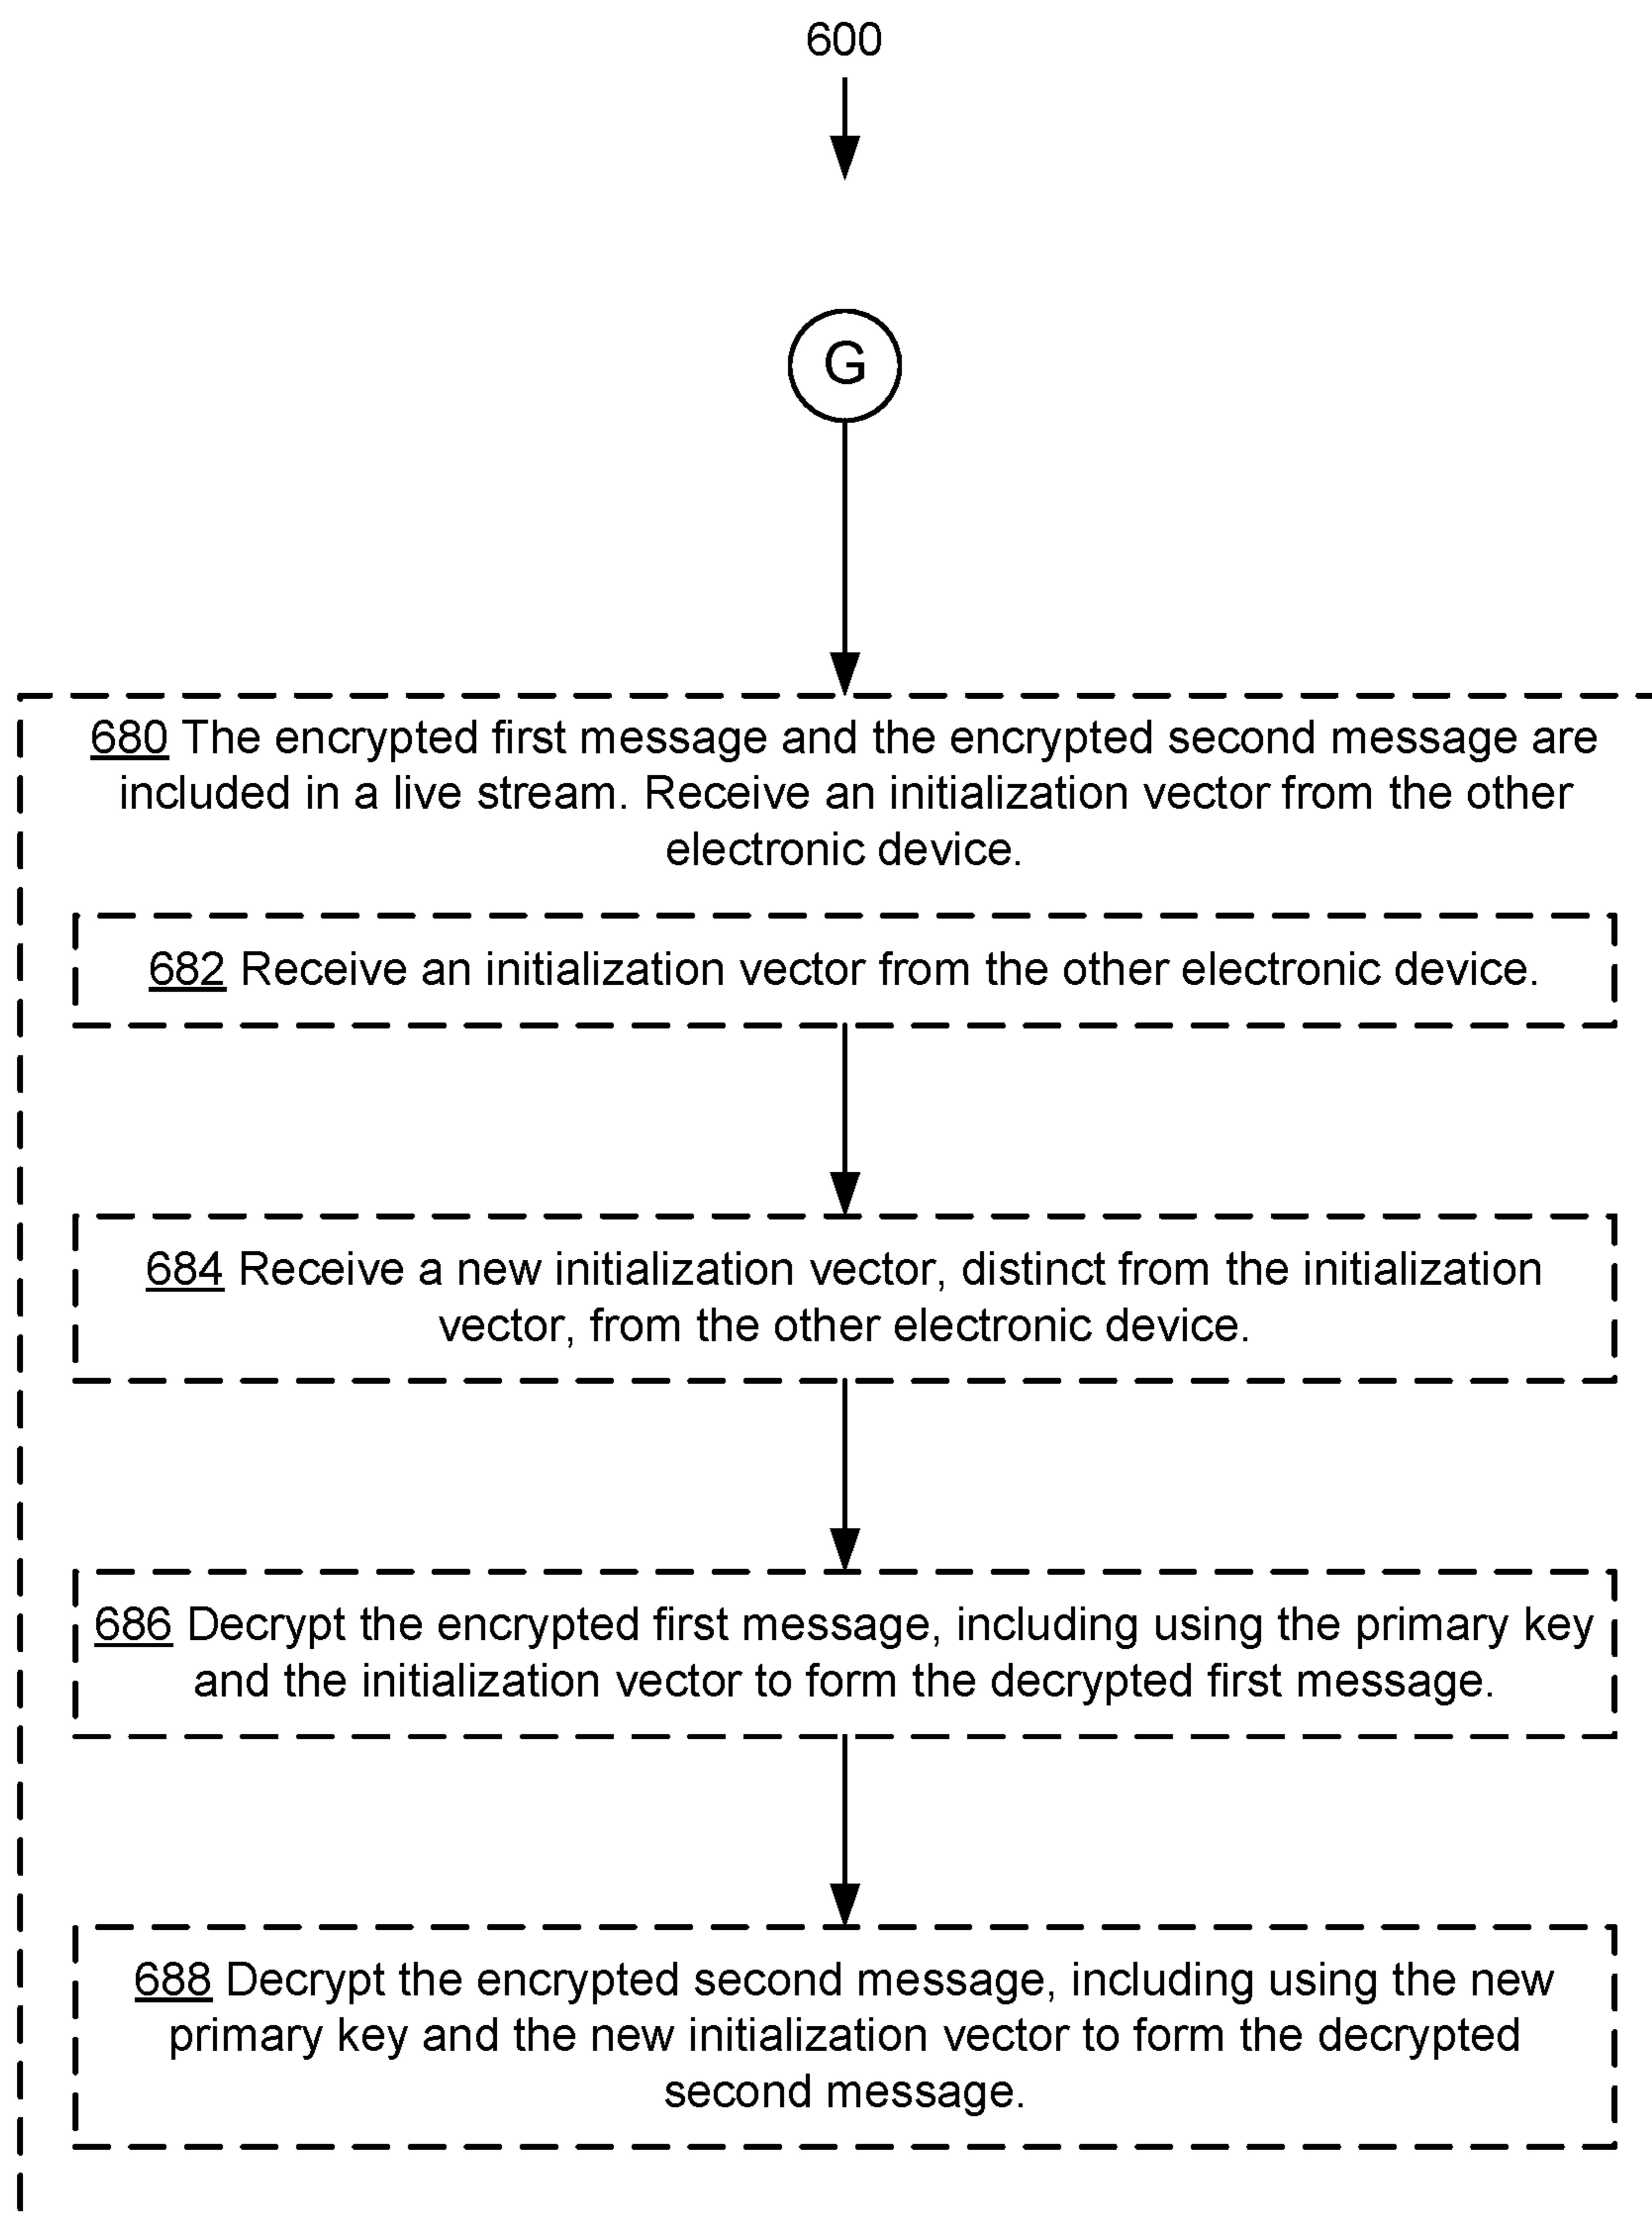 600
G
680 The encrypted first message and the encrypted second message are
included in a live stream. Receive an initialization vector from the other
electronic device.
682 Receive an initialization vector from the other electronic device.
684 Receive a new initialization vector, distinct from the initialization
vector, from the other electronic device.
686 Decrypt the encrypted first message, including using the primary key
and the initialization vector to form the decrypted first message.
688 Decrypt the encrypted second message, including using the new
primary key and the new initialization vector to form the decrypted
second message.